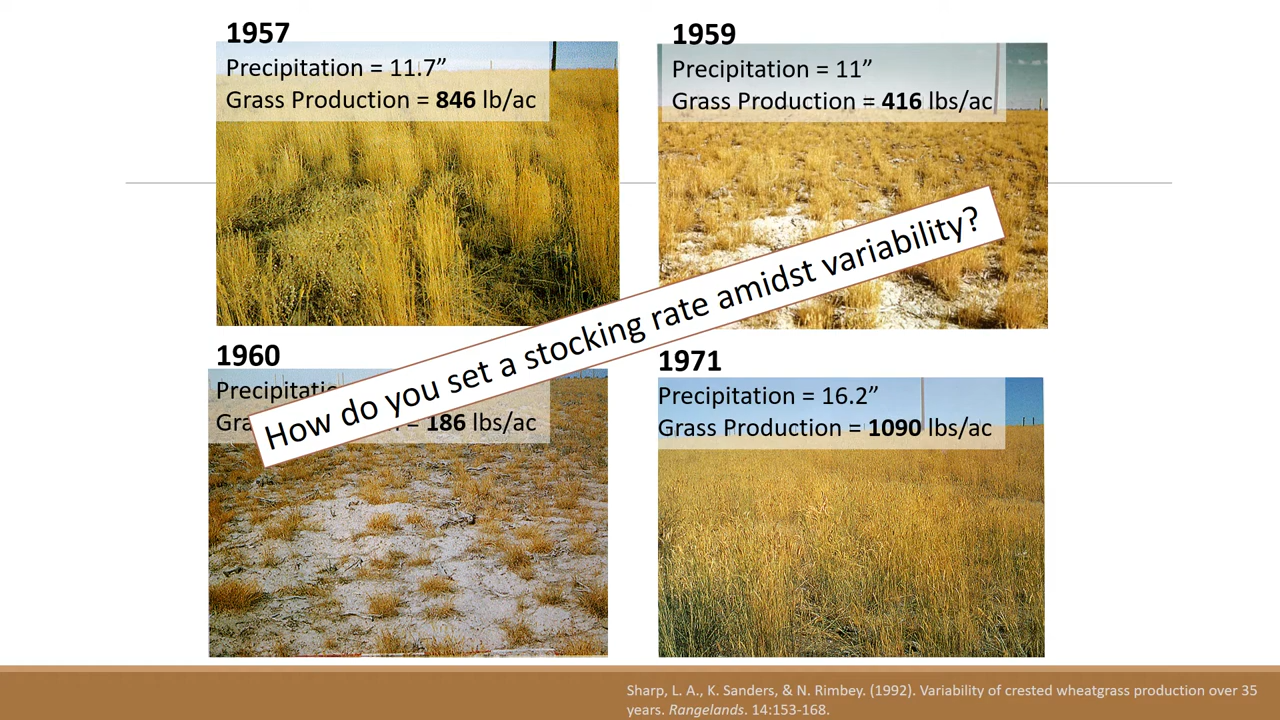 1957
Precipitation = 11.7”
Grass Production = 846 lb/ac
1959
Precipitation = 11”
Grass Production = 416 lbs/ac
How do you set a stocking rate amidst variability?
1960
= 186 lbs/ac
1971
Precipitation = 16.2”
Grass Production = 1090 lbs/ac
Sharp, L. A., K. Sanders, & N. Rimbey. (1992). Variability of crested wheatgrass production over 35
years. Rangelands. 14:153-168.